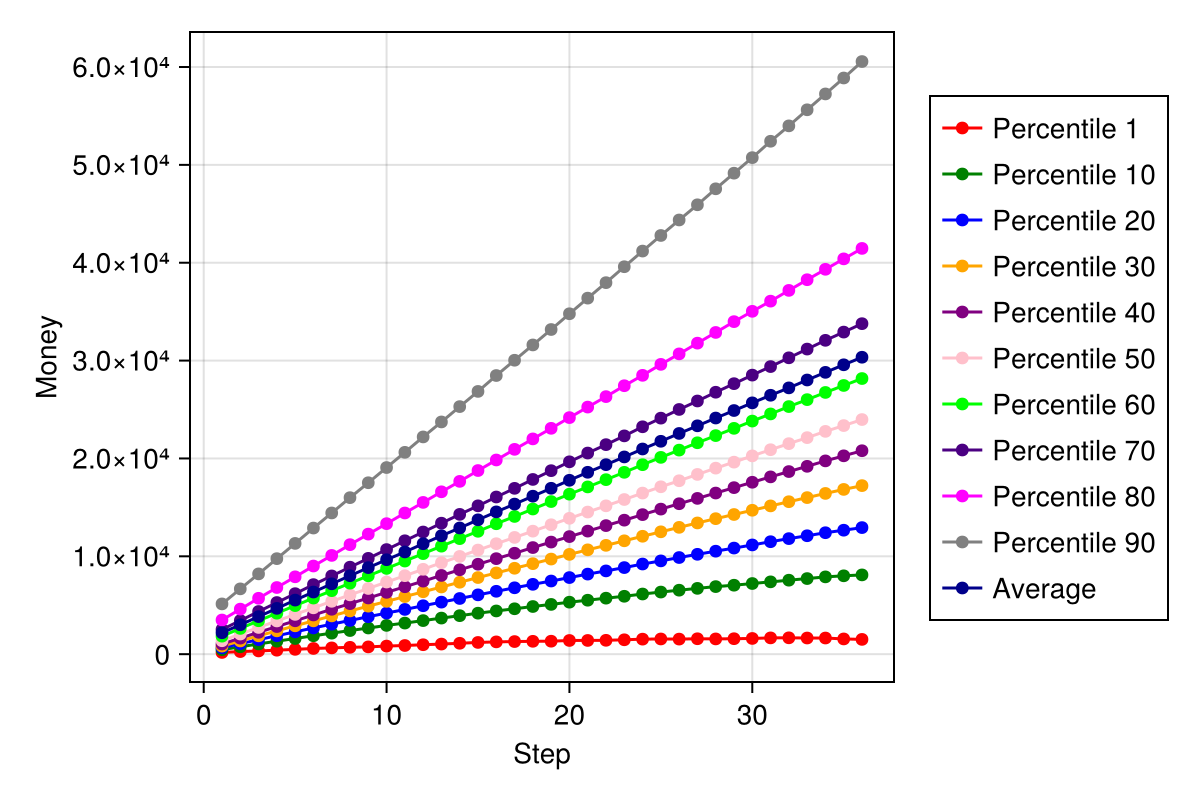 6.0×10⁴
5.0×10⁴
4.0×10⁴
3.0×10⁴
2.0×10⁴
1.0×10⁴
0
Money
0 10 20 30
Step
Percentile 1
Percentile 10
Percentile 20
Percentile 30
Percentile 40
Percentile 50
Percentile 60
Percentile 70
Percentile 80
Percentile 90
Average